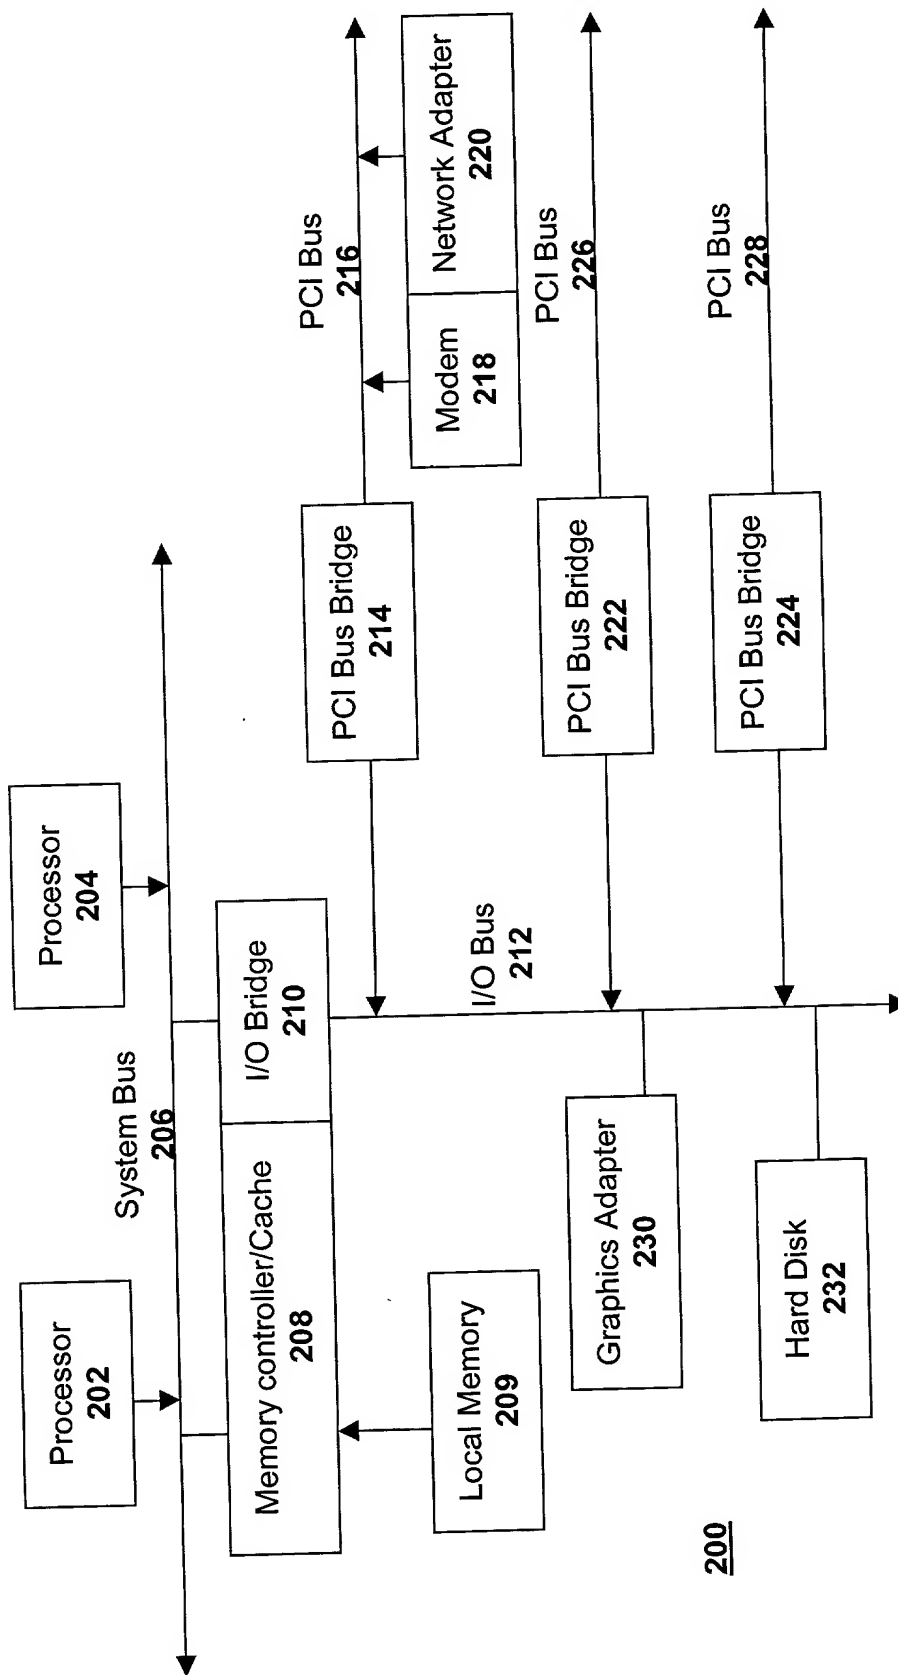 Processor
202
Processor
204
System Bus
206
Memory controller/Cache
208
I/O Bridge
210
Local Memory
209
PCI Bus Bridge
214
PCI Bus
216
Modem
218
Network Adapter
220
I/O Bus
212
Graphics Adapter
230
PCI Bus Bridge
222
PCI Bus
226
Hard Disk
232
PCI Bus Bridge
224
PCI Bus
228
200